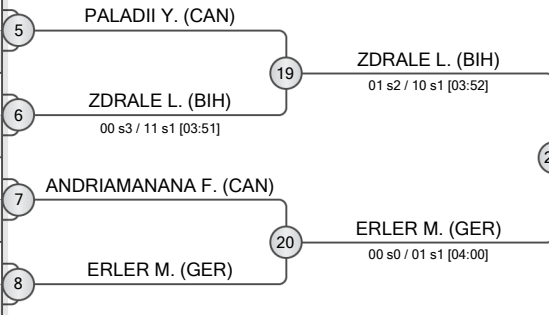 PALADII Y. (CAN)
5
19
ZDRALE L. (BIH)
01 s2 / 10 s1 [03:52]
ZDRALE L. (BIH)
6
00 s3 / 11 s1 [03:51]
ANDRIAMANANA F. (CAN)
7
20
ERLER M. (GER)
00 s0 / 01 s1 [04:00]
ERLER M. (GER)
8